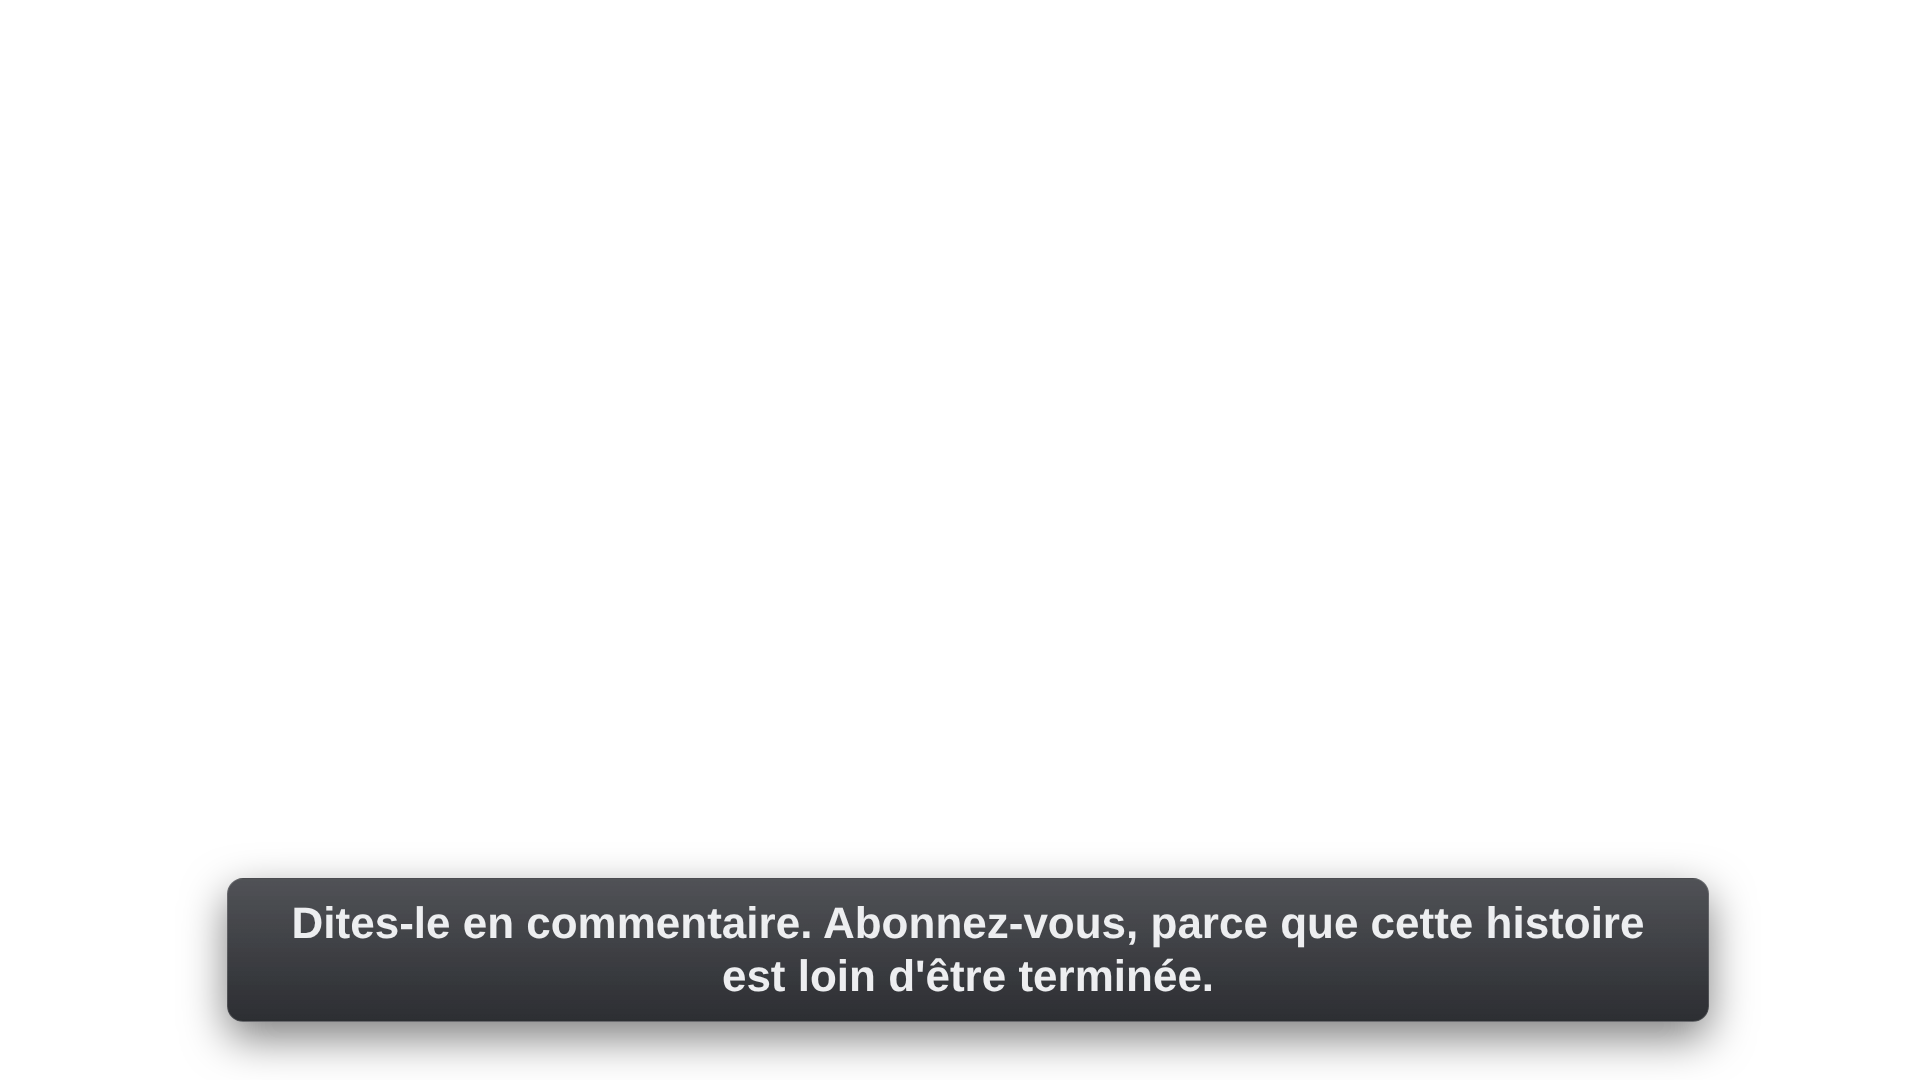 Dites-le en commentaire. Abonnez-vous, parce que cette histoire
est loin d'être terminée.